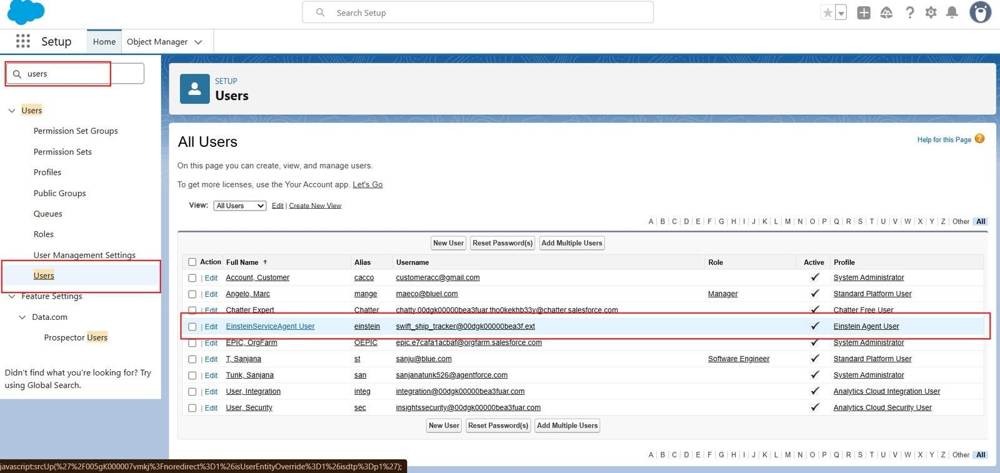 Search Setup
Setup Home Object Manager
users
SETUP
Users
Users
Permission Set Groups
Permission Sets
Profiles
Public Groups
Queues
Roles
User Management Settings
Users
Feature Settings
Data.com
Prospector Users
Didn't find what you're looking for? Try
using Global Search.
All Users
Help for this Page ?
On this page you can create, view, and manage users.
To get more licenses, use the Your Account app. Let's Go
View: All Users Edit | Create New View
A | B | C | D | E | F | G | H | I | J | K | L | M | N | O | P | Q | R | S | T | U | V | W | X | Y | Z | Other All
New User Reset Password(s) Add Multiple Users
Action Full Name ↑ Alias Username Role Active Profile
| Edit Account, Customer cacco customeracc@gmail.com System Administrator
| Edit Angelo, Marc mange maeco@bluel.com Manager Standard Platform User
| Edit Chatter Expert Chatter chatty.00dgk00000bea3fuar.tho0kekhb33y@chatter.salesforce.com Chatter Free User
| Edit EinsteinServiceAgent User einstein swift_ship_tracker@00dgk00000bea3f.ext Einstein Agent User
| Edit EPIC, OrgFarm OEPIC epic.e7cafa1acbaf@orgfarm.salesforce.com System Administrator
| Edit T, Sanjana st sanju@blue.com Software Engineer Standard Platform User
| Edit Tunk, Sanjana san sanjanatunk526@agentforce.com System Administrator
| Edit User, Integration integ integration@00dgk00000bea3fuar.com Analytics Cloud Integration User
| Edit User, Security sec insightssecurity@00dgk00000bea3fuar.com Analytics Cloud Security User
New User Reset Password(s) Add Multiple Users
A | B | C | D | E | F | G | H | I | J | K | L | M | N | O | P | Q | R | S | T | U | V | W | X | Y | Z | Other All
javascript:srcUp(%27%2F005gK000007vmkj%3Fnoredirect%3D1%26isUserEntityOverride%3D1%26isdtp%3Dp1%27);